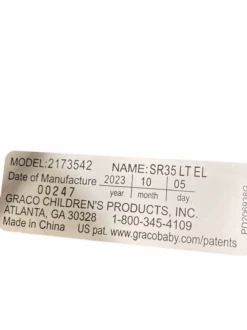 MODEL:2173542 NAME:SR35 LT EL
Date of Manufacture 2023 10 05
00247 year month day
GRACO CHILDREN'S PRODUCTS, INC.
ATLANTA, GA 30328 1-800-345-4109
Made in China US pat. www.gracobaby.com/patents
PD206938G